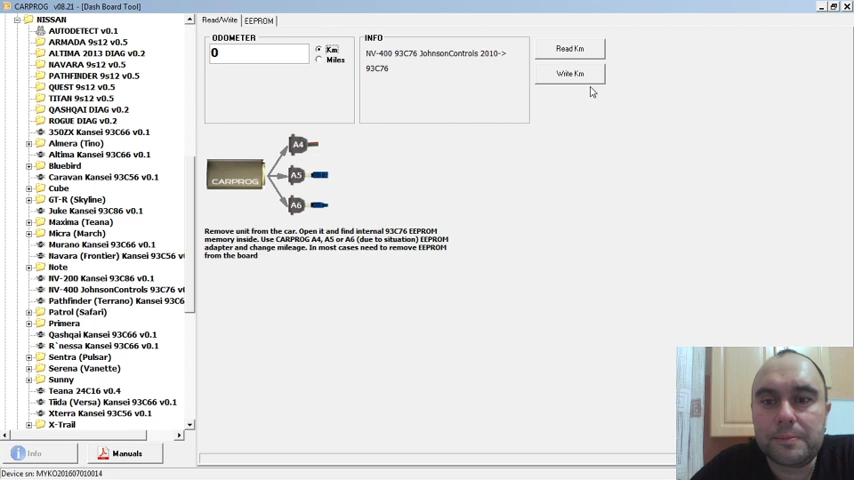 CARPROG v08.21 - [Dash Board Tool]
NISSAN
AUTODETECT v0.1
ARMADA 9s12 v0.5
ALTIMA 2013 DIAG v0.2
NAVARA 9s12 v0.5
PATHFINDER 9s12 v0.5
QUEST 9s12 v0.5
TITAN 9s12 v0.5
QASHQAI DIAG v0.2
ROGUE DIAG v0.2
350ZX Kansei 93C66 v0.1
Almera (Tino)
Altima Kansei 93C66 v0.1
Bluebird
Caravan Kansei 93C56 v0.1
Cube
GT-R (Skyline)
Juke Kansei 93C86 v0.1
Maxima (Teana)
Micra (March)
Murano Kansei 93C66 v0.1
Navara (Frontier) Kansei 93C56 v
Note
NV-200 Kansei 93C86 v0.1
NV-400 JohnsonControls 93C76 v
Pathfinder (Terrano) Kansei 93C6
Patrol (Safari)
Primera
Qashqai Kansei 93C66 v0.1
R`nessa Kansei 93C66 v0.1
Sentra (Pulsar)
Serena (Vanette)
Sunny
Teana 24C16 v0.4
Tiida (Versa) Kansei 93C66 v0.1
Xterra Kansei 93C56 v0.1
X-Trail
Info
Manuals
Device sn: MYKO201607010014
Read/Write
EEPROM
ODOMETER
0
Km
Miles
INFO
NV-400 93C76 JohnsonControls 2010->
93C76
Read Km
Write Km
CARPROG
A4
A5
A6
Remove unit from the car. Open it and find internal 93C76 EEPROM
memory inside. Use CARPROG A4, A5 or A6 (due to situation) EEPROM
adapter and change mileage. In most cases need to remove EEPROM
from the board